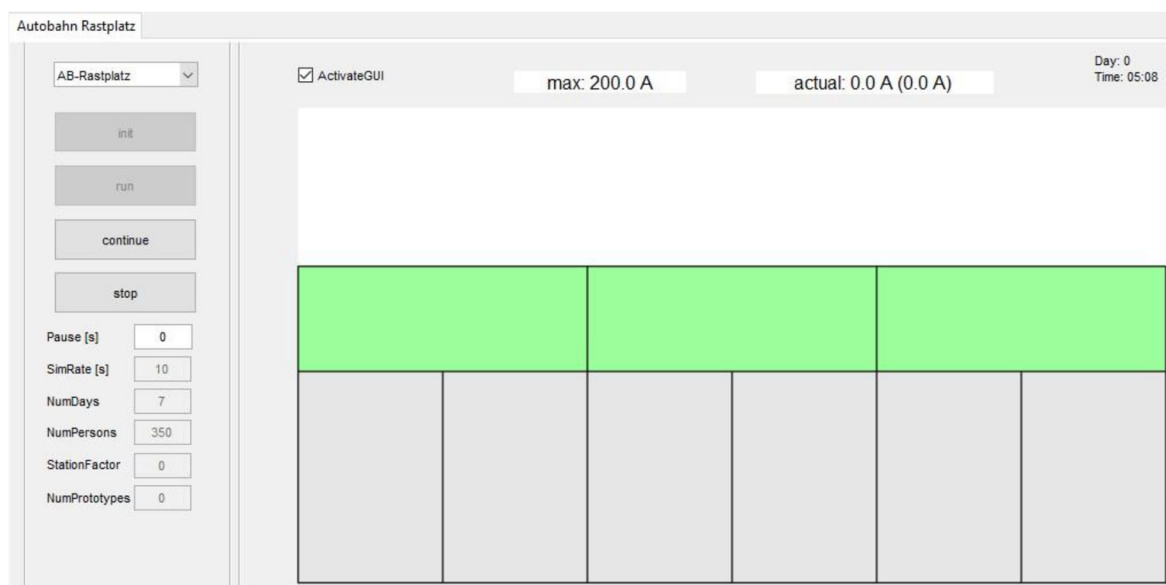 Autobahn Rastplatz
AB-Rastplatz
init
run
continue
stop
Pause [s] 0
SimRate [s] 10
NumDays 7
NumPersons 350
StationFactor 0
NumPrototypes 0
ActivateGUI
max: 200.0 A
actual: 0.0 A (0.0 A)
Day: 0
Time: 05:08